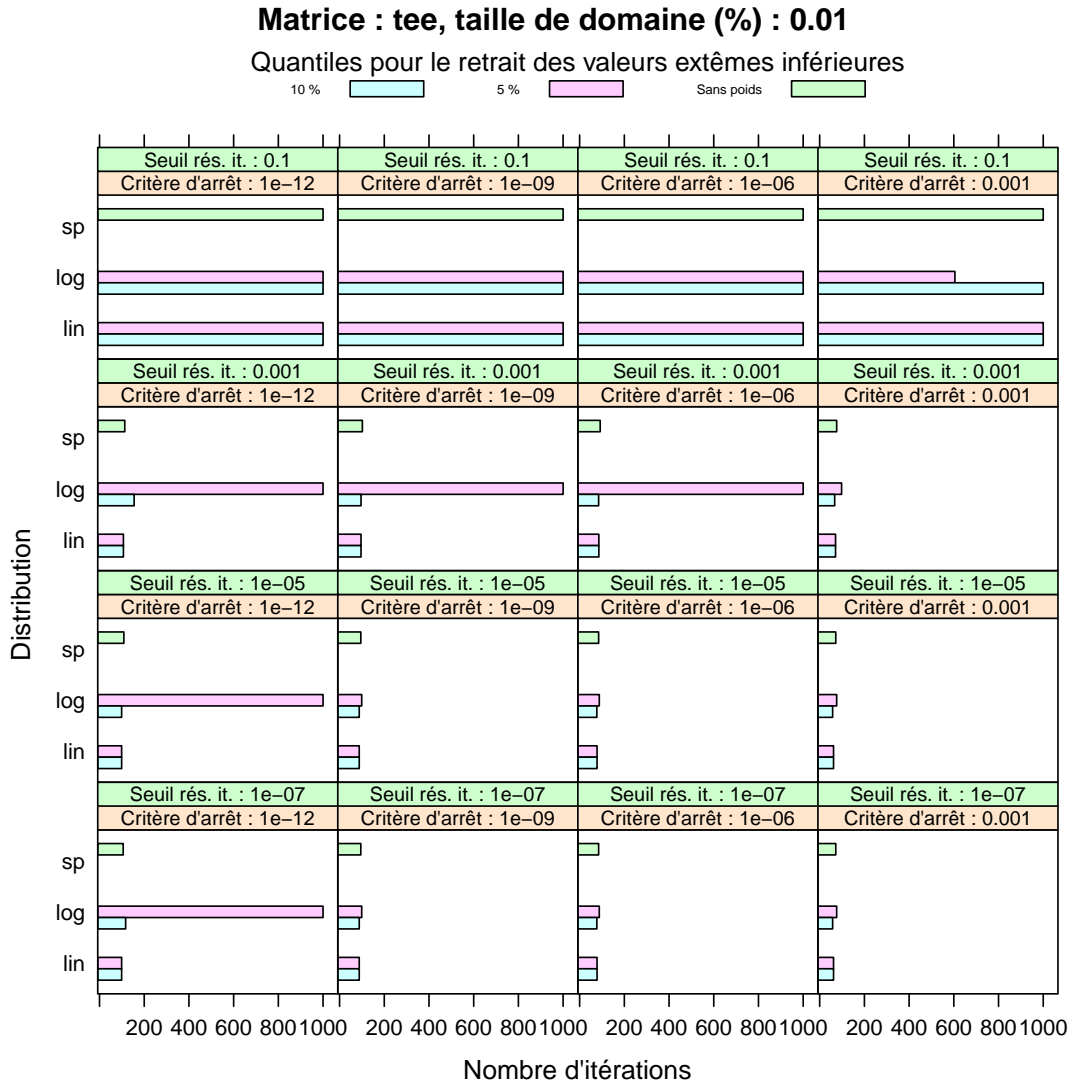 Matrice : tee, taille de domaine (%) : 0.01
Quantiles pour le retrait des valeurs extêmes inférieures
10 % 5 % Sans poids
Seuil rés. it. : 0.1 Seuil rés. it. : 0.1 Seuil rés. it. : 0.1 Seuil rés. it. : 0.1
Critère d'arrêt : 1e−12 Critère d'arrêt : 1e−09 Critère d'arrêt : 1e−06 Critère d'arrêt : 0.001
sp
log
lin
Seuil rés. it. : 0.001 Seuil rés. it. : 0.001 Seuil rés. it. : 0.001 Seuil rés. it. : 0.001
Critère d'arrêt : 1e−12 Critère d'arrêt : 1e−09 Critère d'arrêt : 1e−06 Critère d'arrêt : 0.001
sp
log
lin
Seuil rés. it. : 1e−05 Seuil rés. it. : 1e−05 Seuil rés. it. : 1e−05 Seuil rés. it. : 1e−05
Critère d'arrêt : 1e−12 Critère d'arrêt : 1e−09 Critère d'arrêt : 1e−06 Critère d'arrêt : 0.001
sp
log
lin
Seuil rés. it. : 1e−07 Seuil rés. it. : 1e−07 Seuil rés. it. : 1e−07 Seuil rés. it. : 1e−07
Critère d'arrêt : 1e−12 Critère d'arrêt : 1e−09 Critère d'arrêt : 1e−06 Critère d'arrêt : 0.001
sp
log
lin
Distribution
200 400 600 800 1000 200 400 600 800 1000 200 400 600 800 1000 200 400 600 800 1000
Nombre d'itérations